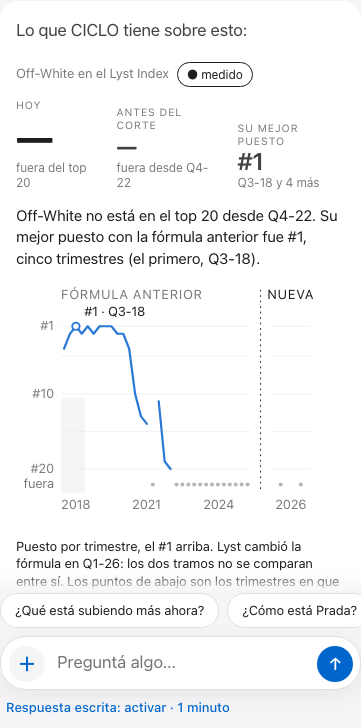 Lo que CICLO tiene sobre esto:
Off-White en el Lyst Index
medido
HOY
fuera del top
20
ANTES DEL
CORTE
fuera desde Q4-
22
SU MEJOR
PUESTO
#1
Q3-18 y 4 más
Off-White no está en el top 20 desde Q4-22. Su
mejor puesto con la fórmula anterior fue #1,
cinco trimestres (el primero, Q3-18).
FÓRMULA ANTERIOR
NUEVA
#1 · Q3-18
#1
#10
#20
fuera
2018 2021 2024 2026
Puesto por trimestre, el #1 arriba. Lyst cambió la
fórmula en Q1-26: los dos tramos no se comparan
entre sí. Los puntos de abajo son los trimestres en que
¿Qué está subiendo más ahora?
¿Cómo está Prada?
Preguntá algo...
Respuesta escrita: activar · 1 minuto